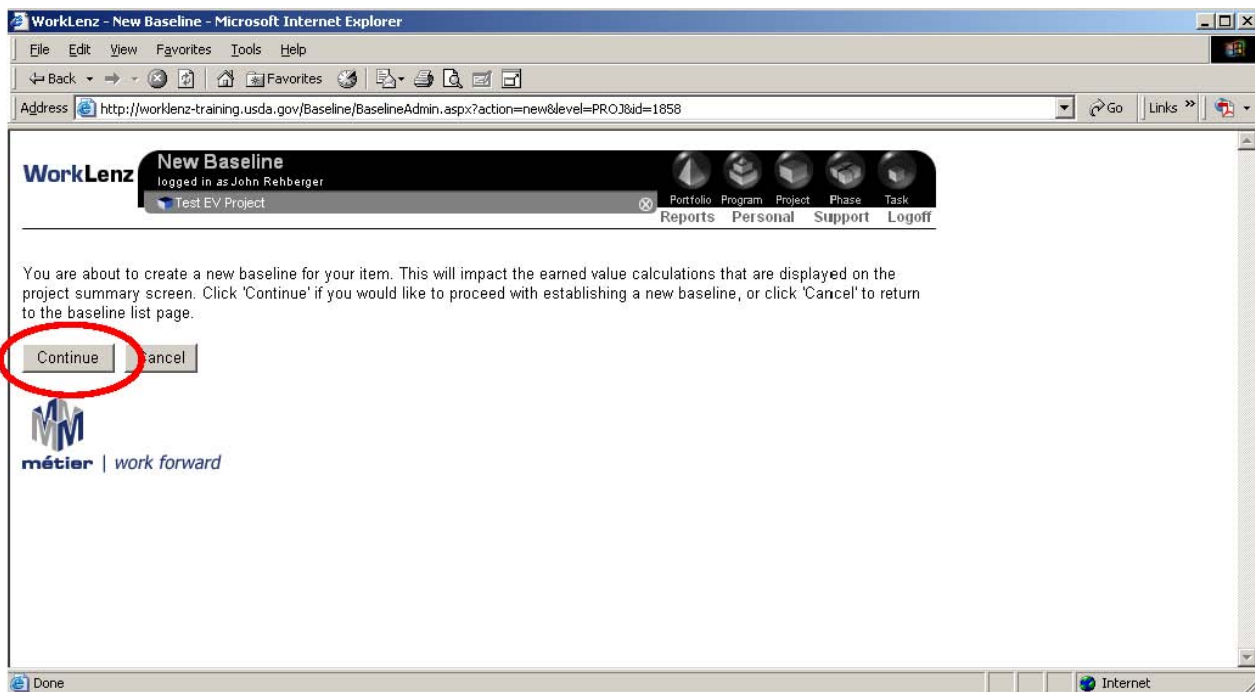 WorkLenz - New Baseline - Microsoft Internet Explorer
File Edit View Favorites Tools Help
Back Favorites
Address http://worklenz-training.usda.gov/Baseline/BaselineAdmin.aspx?action=new&level=PROJ&id=1858 Go Links »
WorkLenz
New Baseline
logged in as John Rehberger
Test EV Project
Portfolio Program Project Phase Task
Reports Personal Support Logoff
You are about to create a new baseline for your item. This will impact the earned value calculations that are displayed on the
project summary screen. Click 'Continue' if you would like to proceed with establishing a new baseline, or click 'Cancel' to return
to the baseline list page.
Continue Cancel
métier | work forward
Done Internet